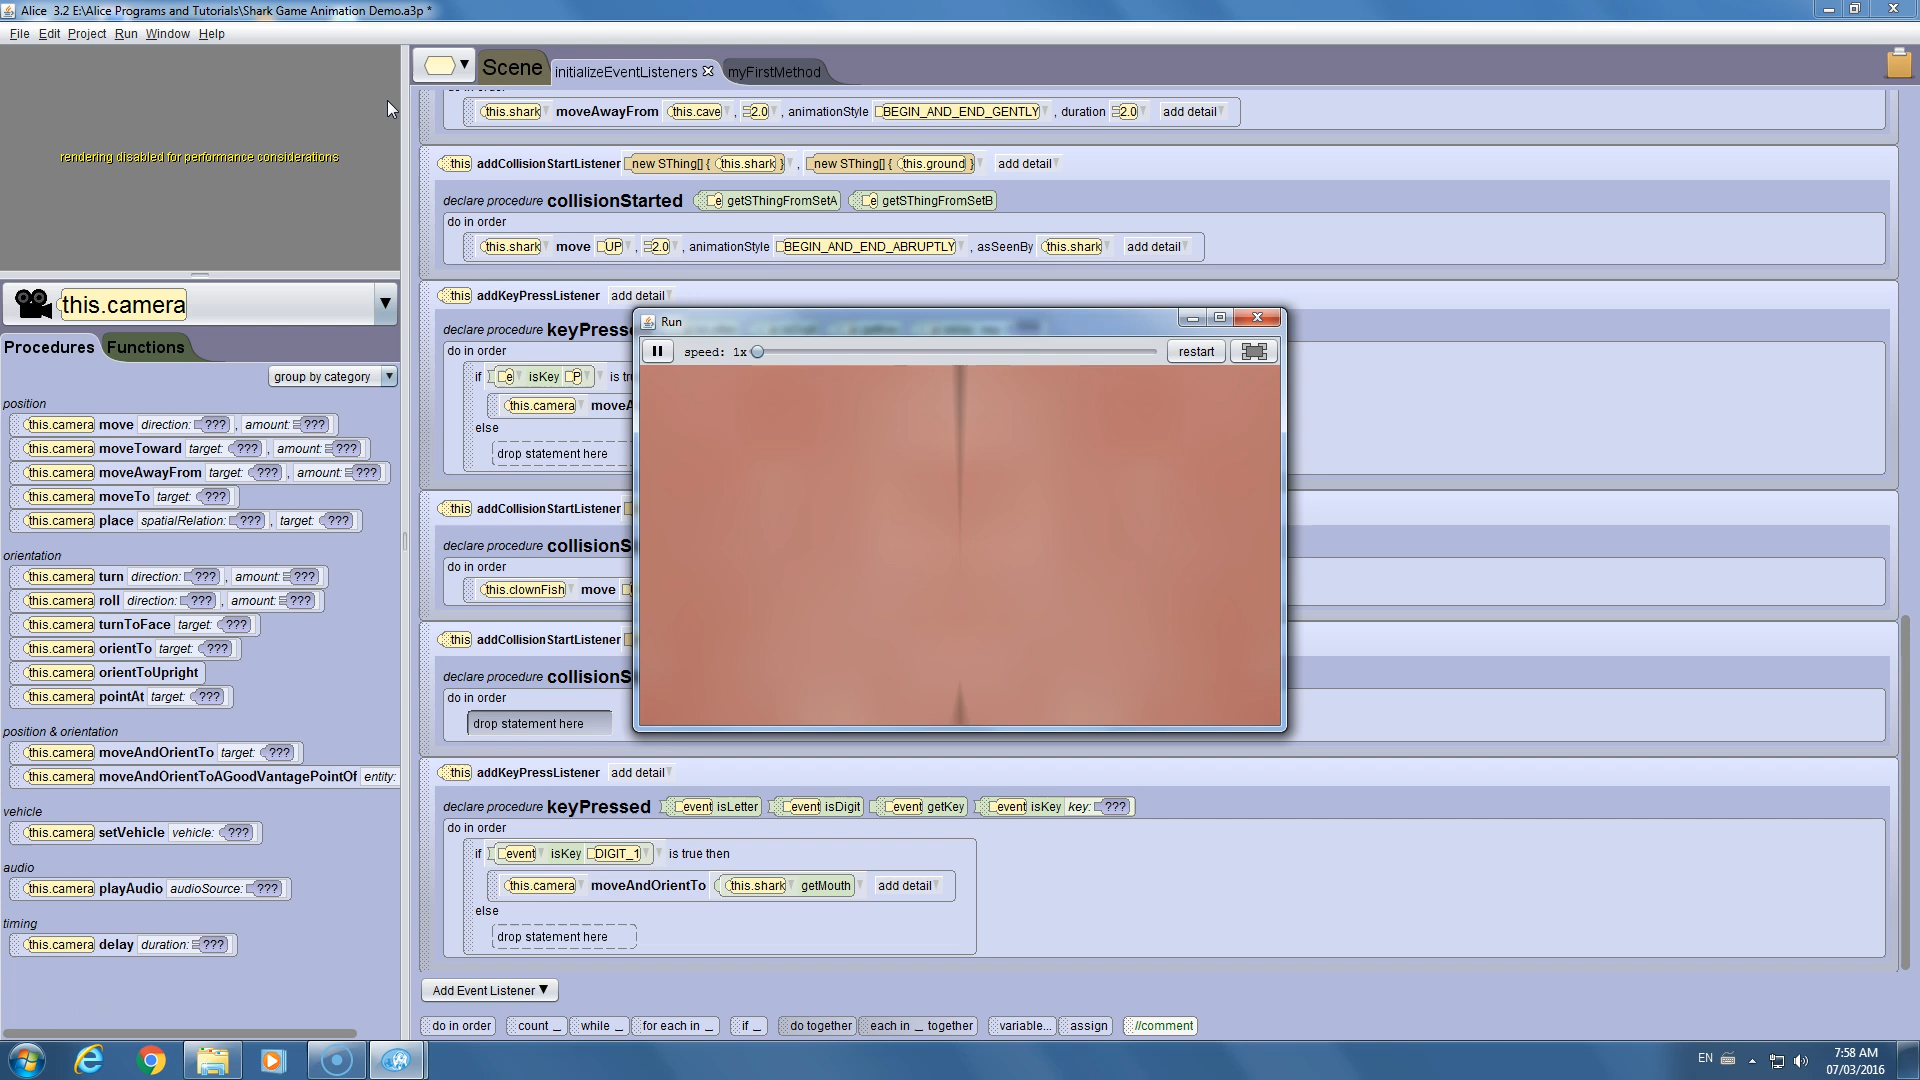 Alice 3.2 E:\Alice Programs and Tutorials\Shark Game Animation Demo.a3p *
File Edit Project Run Window Help
rendering disabled for performance considerations
this.camera
Procedures Functions
group by category
position
this.camera move direction: ??? , amount: ???
this.camera moveToward target: ??? , amount: ???
this.camera moveAwayFrom target: ??? , amount: ???
this.camera moveTo target: ???
this.camera place spatialRelation: ??? , target: ???
orientation
this.camera turn direction: ??? , amount: ???
this.camera roll direction: ??? , amount: ???
this.camera turnToFace target: ???
this.camera orientTo target: ???
this.camera orientToUpright
this.camera pointAt target: ???
position & orientation
this.camera moveAndOrientTo target: ???
this.camera moveAndOrientToAGoodVantagePointOf entity:
vehicle
this.camera setVehicle vehicle: ???
audio
this.camera playAudio audioSource: ???
timing
this.camera delay duration: ???
Scene initializeEventListeners myFirstMethod
do in order
this.shark moveAwayFrom this.cave , 2.0 , animationStyle BEGIN_AND_END_GENTLY , duration 2.0 add detail
this addCollisionStartListener new SThing[] { this.shark } , new SThing[] { this.ground } add detail
declare procedure collisionStarted e getSThingFromSetA e getSThingFromSetB
do in order
this.shark move UP , 2.0 , animationStyle BEGIN_AND_END_ABRUPTLY , asSeenBy this.shark add detail
this addKeyPressListener add detail
declare procedure keyPresse
do in order
if e isKey P is tru
this.camera moveA
else
drop statement here
this addCollisionStartListener
declare procedure collisionS
do in order
this.clownFish move
this addCollisionStartListener
declare procedure collisionS
do in order
drop statement here
Run
speed: 1x restart
this addKeyPressListener add detail
declare procedure keyPressed event isLetter event isDigit event getKey event isKey key: ???
do in order
if event isKey DIGIT_1 is true then
this.camera moveAndOrientTo this.shark getMouth add detail
else
drop statement here
Add Event Listener
do in order count _ while _ for each in _ if _ do together each in _ together variable... assign //comment
EN 7:58 AM
07/03/2016